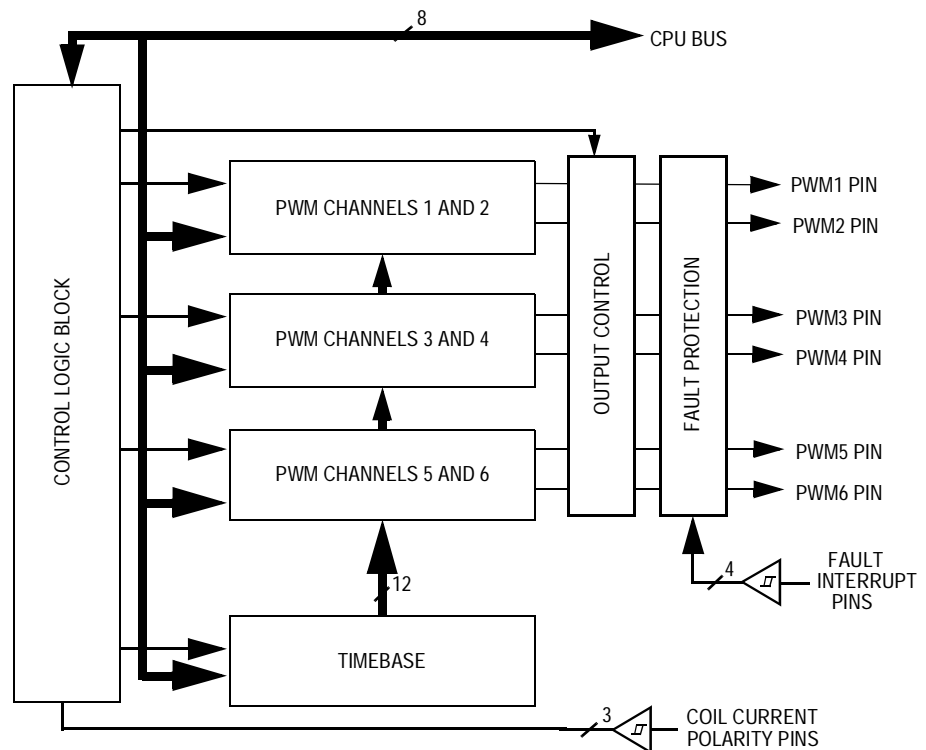 8
CPU BUS
CONTROL LOGIC BLOCK
PWM CHANNELS 1 AND 2
PWM CHANNELS 3 AND 4
PWM CHANNELS 5 AND 6
12
TIMEBASE
OUTPUT CONTROL
FAULT PROTECTION
PWM1 PIN
PWM2 PIN
PWM3 PIN
PWM4 PIN
PWM5 PIN
PWM6 PIN
4
FAULT
INTERRUPT
PINS
3
COIL CURRENT
POLARITY PINS